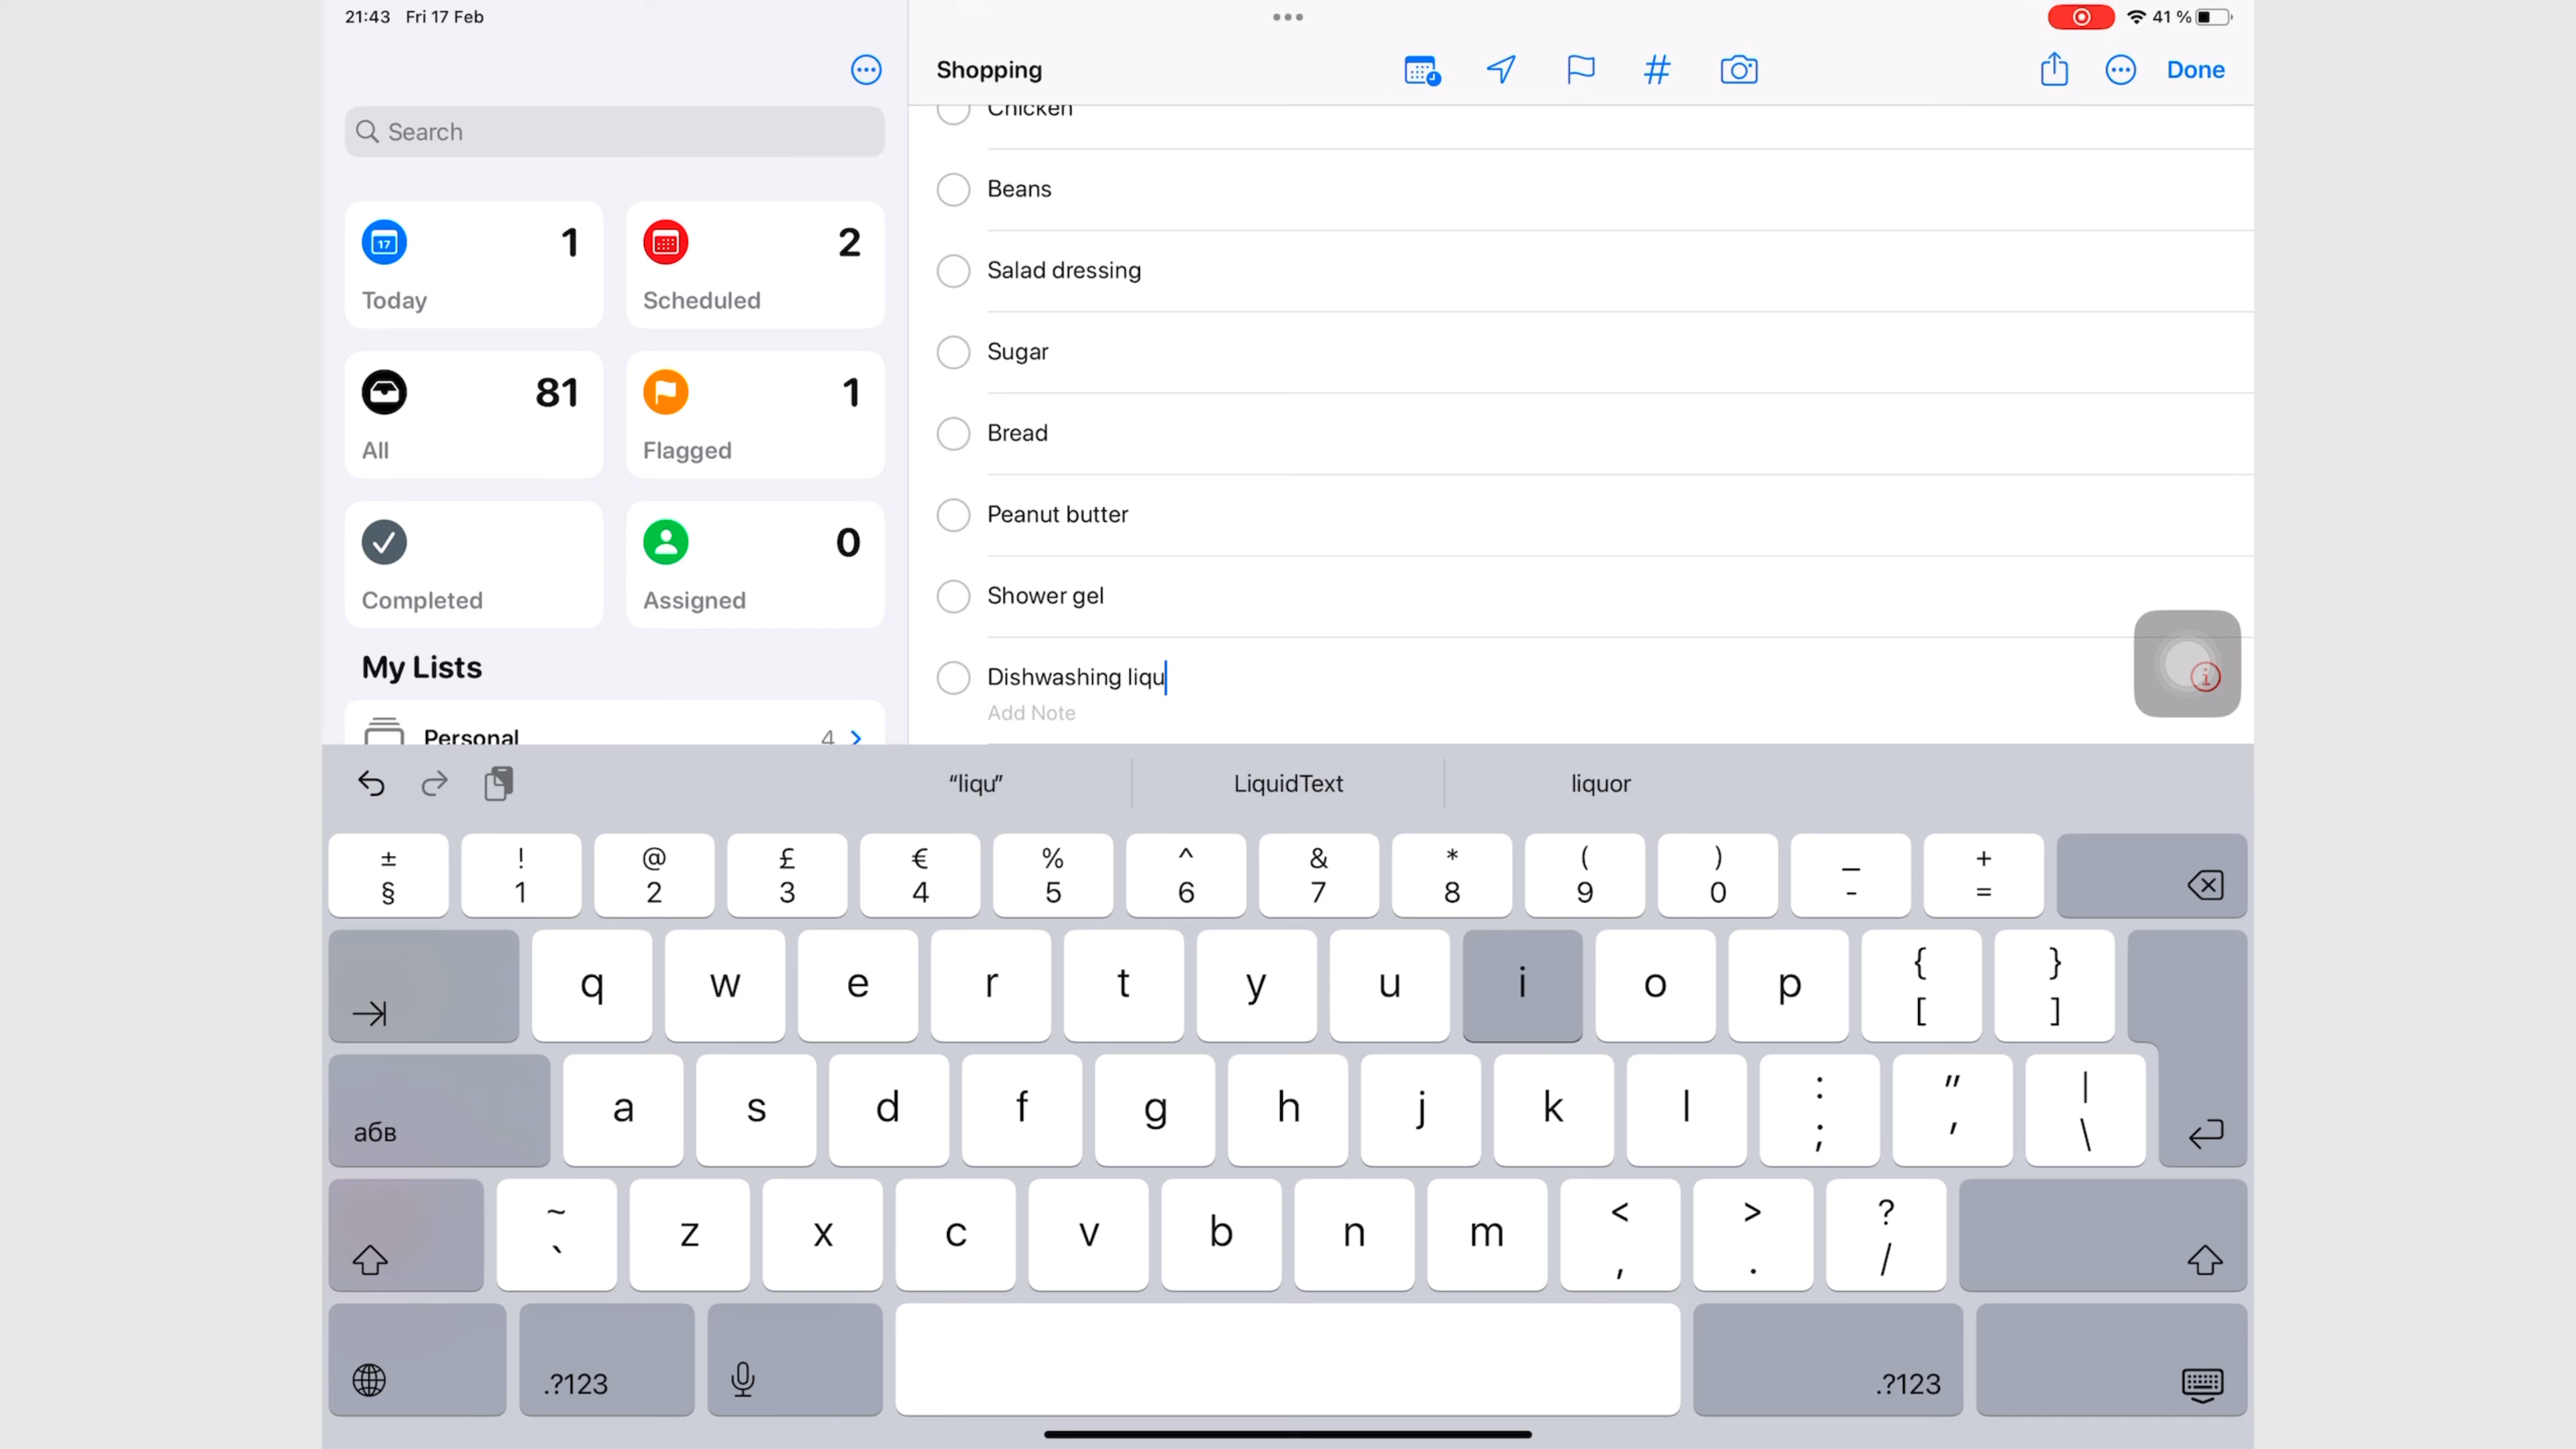 21:43 Fri 17 Feb
41 %
Search
17
1
Today
2
Scheduled
81
All
1
Flagged
Completed
0
Assigned
My Lists
Personal 4
Shopping
Done
Chicken
Beans
Salad dressing
Sugar
Bread
Peanut butter
Shower gel
Dishwashing liqu
Add Note
“liqu” LiquidText liquor
± ! @ £ € % ^ & * ( ) _ +
§ 1 2 3 4 5 6 7 8 9 0 - =
q w e r t y u i o p { }
[ ]
a s d f g h j k l : " |
абв ; ' \
~ z x c v b n m < > ?
` , . /
.?123 .?123